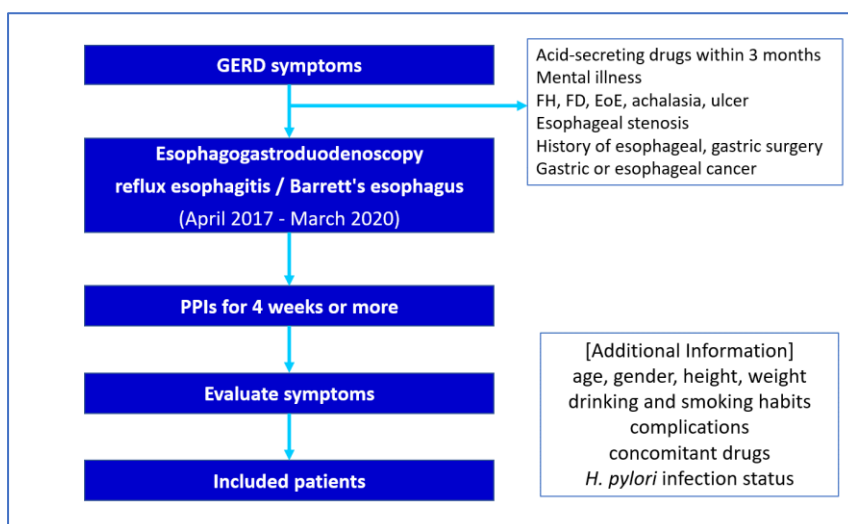 GERD symptoms
Acid-secreting drugs within 3 months
Mental illness
FH, FD, EoE, achalasia, ulcer
Esophageal stenosis
History of esophageal, gastric surgery
Gastric or esophageal cancer
Esophagogastroduodenoscopy
reflux esophagitis / Barrett's esophagus
(April 2017 - March 2020)
PPIs for 4 weeks or more
Evaluate symptoms
Included patients
[Additional Information]
age, gender, height, weight
drinking and smoking habits
complications
concomitant drugs
H. pylori infection status